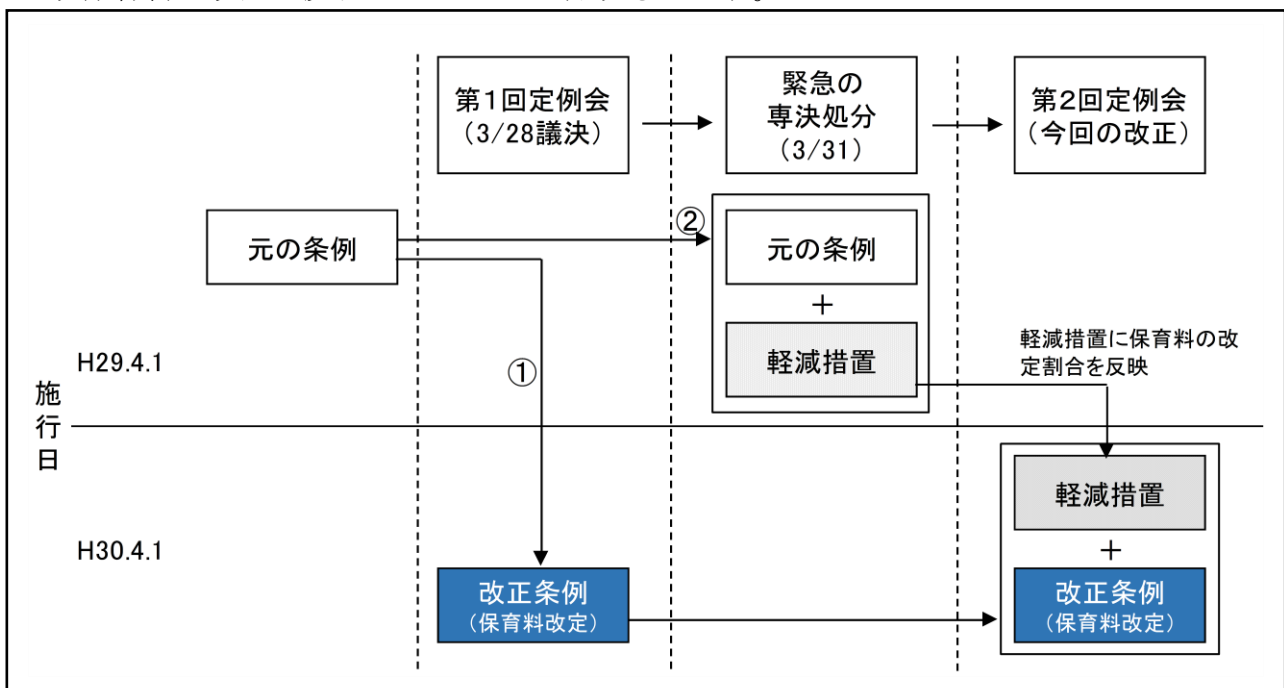 第1回定例会
（3/28議決）
緊急の
専決処分
（3/31）
第2回定例会
（今回の改正）
元の条例
②
元の条例
＋
軽減措置
①
軽減措置に保育料の改
定割合を反映
H29.4.1
施
行
日
H30.4.1
軽減措置
＋
改正条例
（保育料改定）
改正条例
（保育料改定）